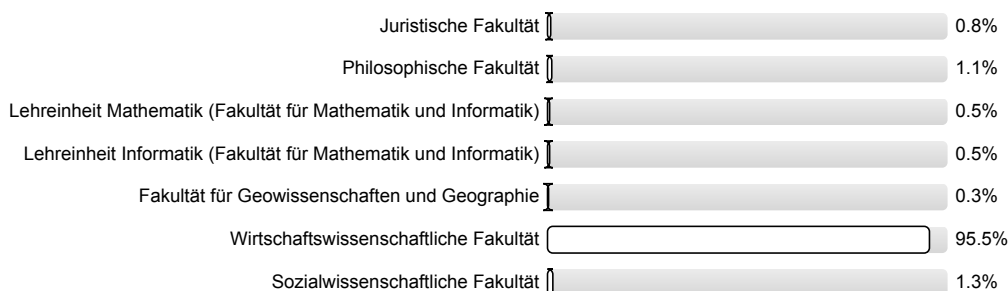 Juristische Fakultät 0.8%
Philosophische Fakultät 1.1%
Lehreinheit Mathematik (Fakultät für Mathematik und Informatik) 0.5%
Lehreinheit Informatik (Fakultät für Mathematik und Informatik) 0.5%
Fakultät für Geowissenschaften und Geographie 0.3%
Wirtschaftswissenschaftliche Fakultät 95.5%
Sozialwissenschaftliche Fakultät 1.3%